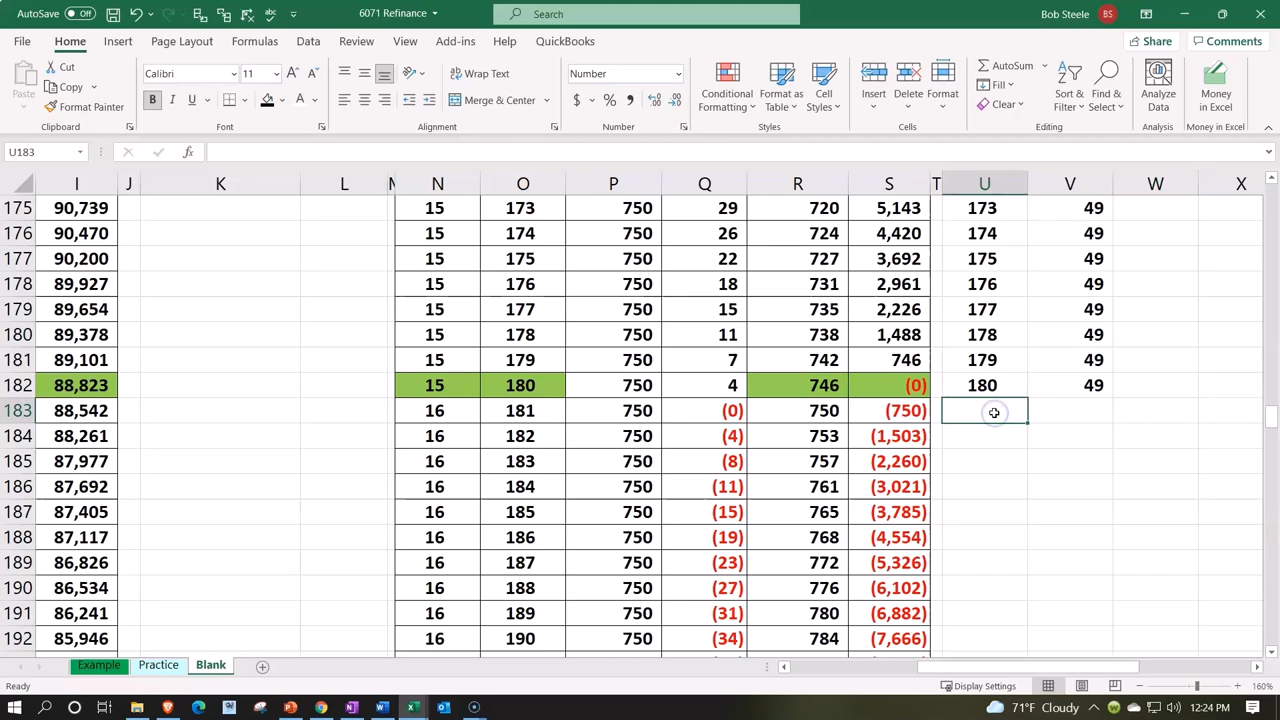 AutoSave Off 6071 Refinance Search Bob Steele BS
File Home Insert Page Layout Formulas Data Review View Add-ins Help QuickBooks Share Comments
Paste Cut Copy Format Painter
Calibri 11
B I U
Wrap Text
Merge & Center
Number
$ % 9
Conditional Formatting Format as Table Cell Styles
Insert Delete Format
AutoSum Fill Clear
Sort & Filter Find & Select
Analyze Data
Money in Excel
Clipboard Font Alignment Number Styles Cells Editing Analysis Money in Excel
U183 fx
I J K L M N O P Q R S T U V W X
175 90,739 15 173 750 29 720 5,143 173 49
176 90,470 15 174 750 26 724 4,420 174 49
177 90,200 15 175 750 22 727 3,692 175 49
178 89,927 15 176 750 18 731 2,961 176 49
179 89,654 15 177 750 15 735 2,226 177 49
180 89,378 15 178 750 11 738 1,488 178 49
181 89,101 15 179 750 7 742 746 179 49
182 88,823 15 180 750 4 746 (0) 180 49
183 88,542 16 181 750 (0) 750 (750)
184 88,261 16 182 750 (4) 753 (1,503)
185 87,977 16 183 750 (8) 757 (2,260)
186 87,692 16 184 750 (11) 761 (3,021)
187 87,405 16 185 750 (15) 765 (3,785)
188 87,117 16 186 750 (19) 768 (4,554)
189 86,826 16 187 750 (23) 772 (5,326)
190 86,534 16 188 750 (27) 776 (6,102)
191 86,241 16 189 750 (31) 780 (6,882)
192 85,946 16 190 750 (34) 784 (7,666)
Example Practice Blank
Ready Display Settings 160%
71°F Cloudy 12:24 PM